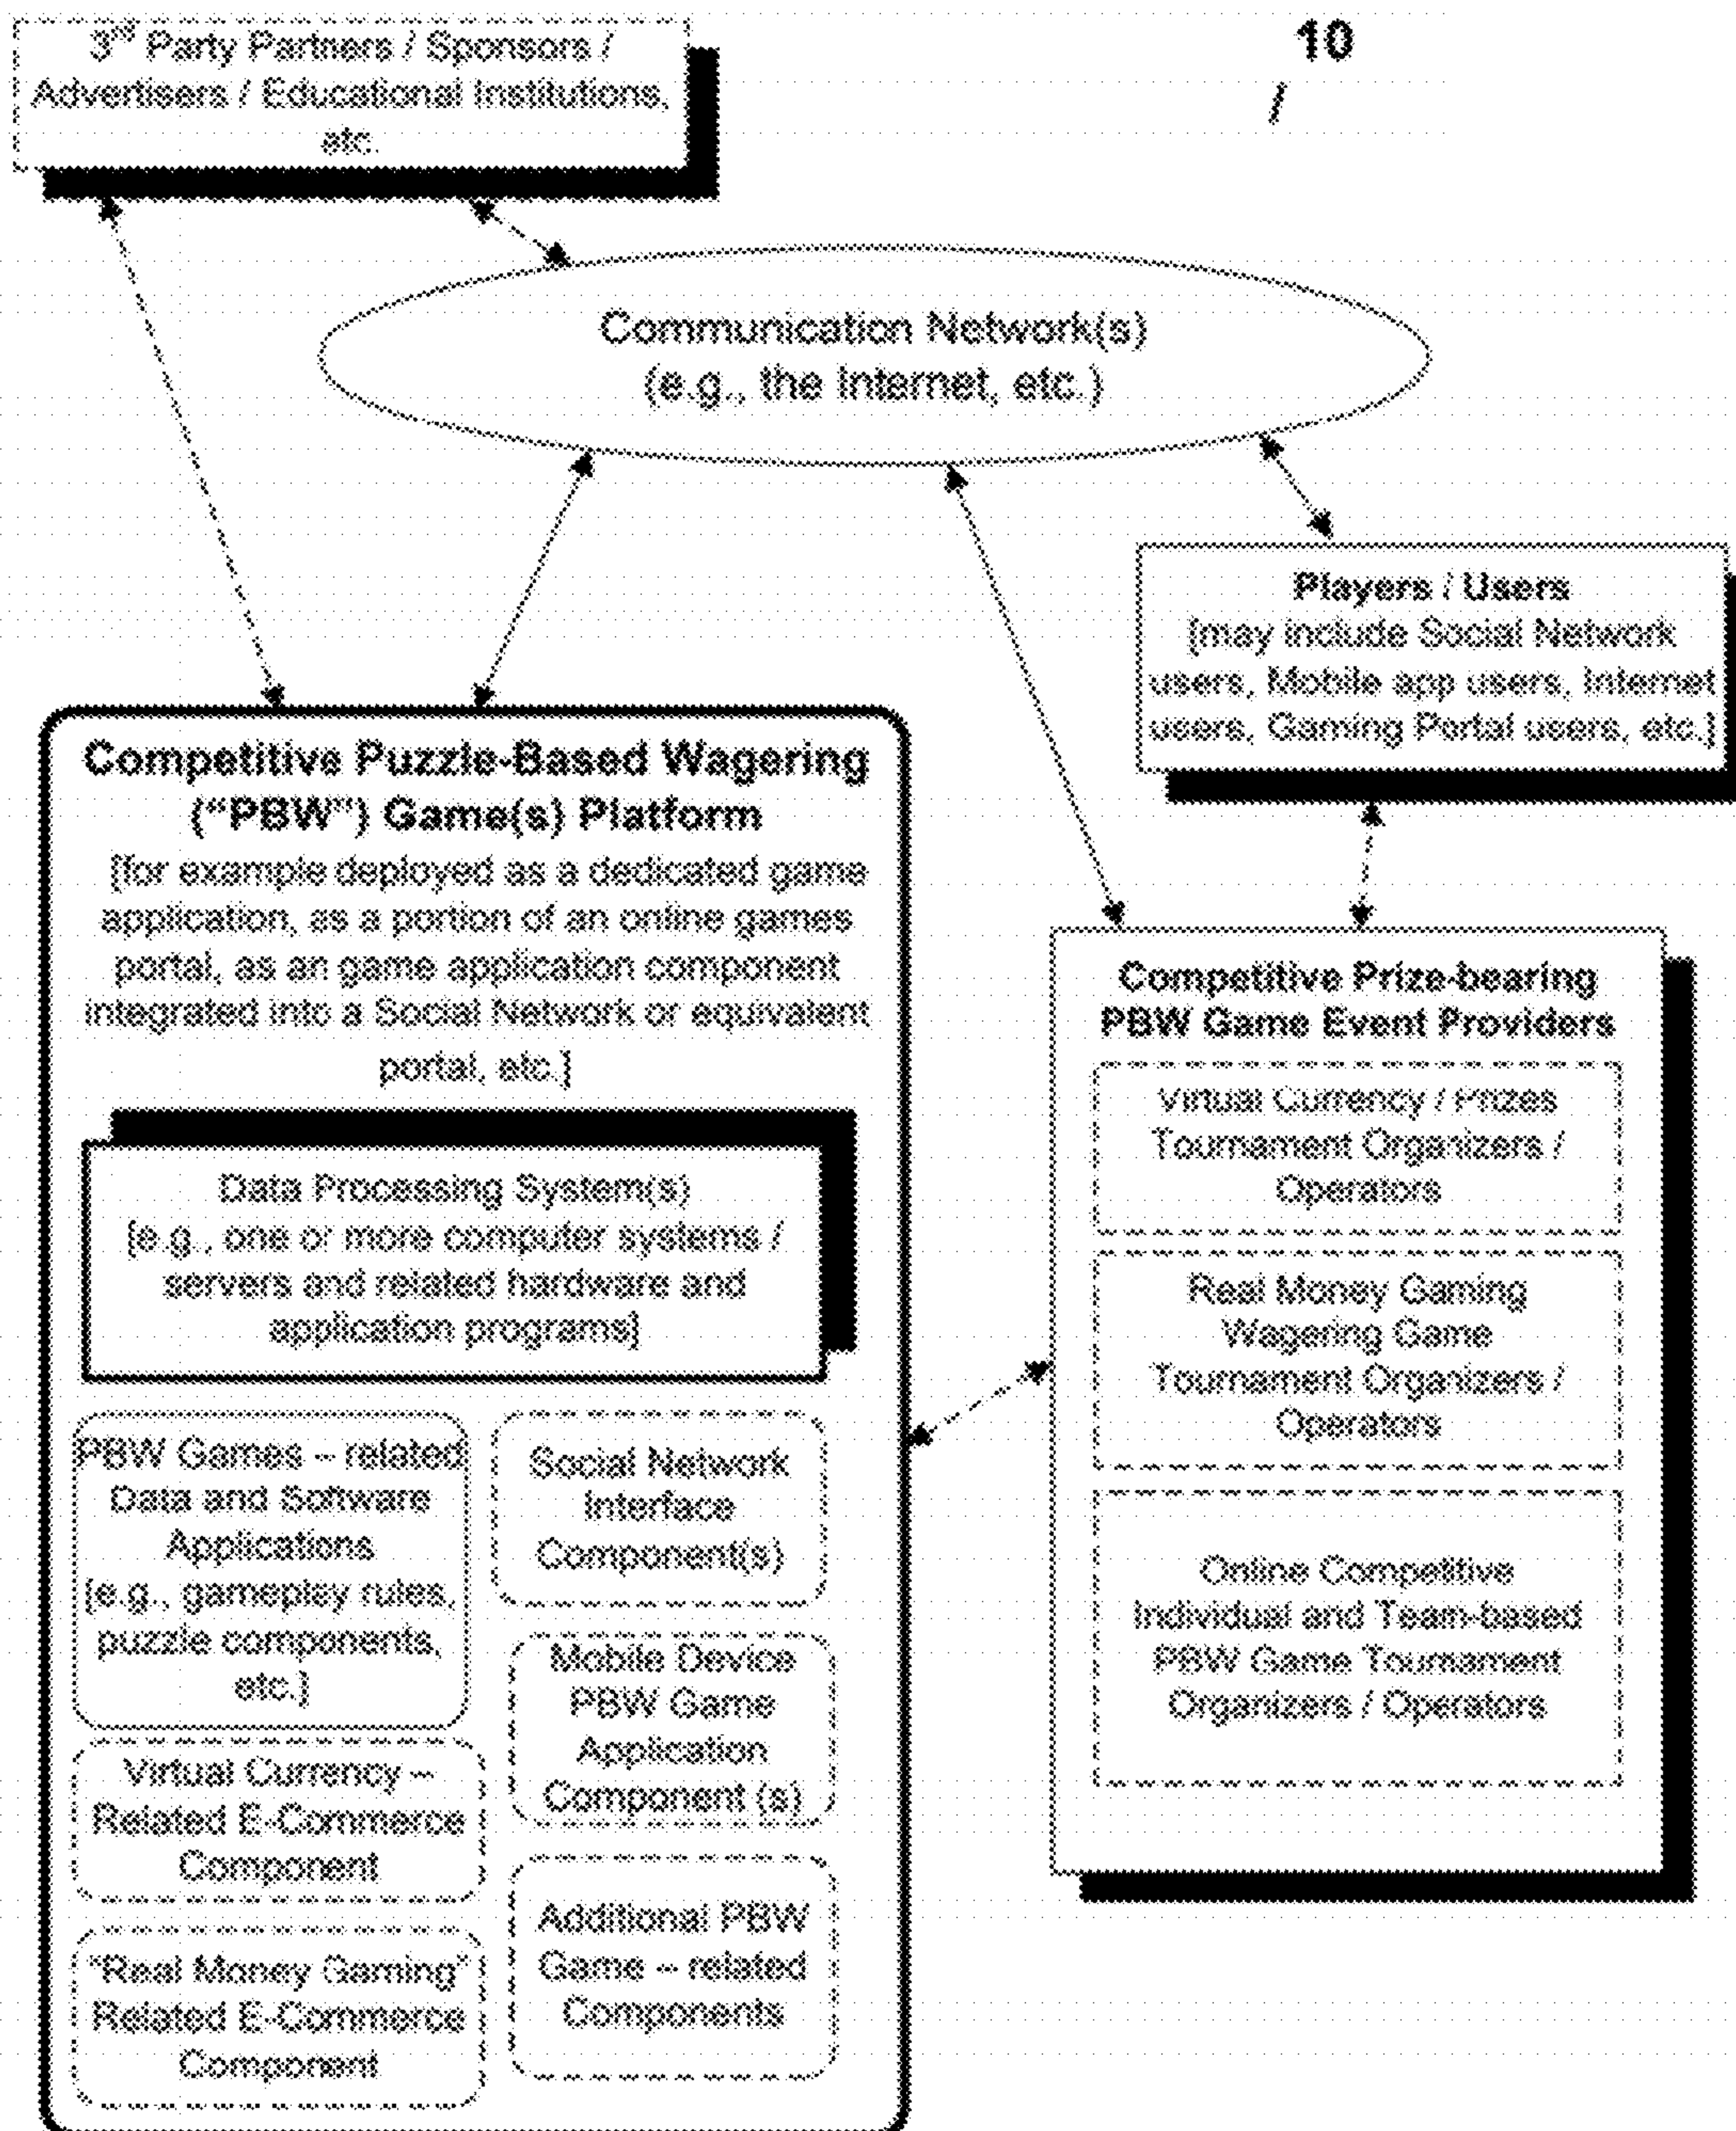 10
/
3rd Party Partners / Sponsors /
Advertisers / Educational Institutions,
etc.
Communication Network(s)
(e.g., the Internet, etc.)
Players / Users
[may include Social Network
users, Mobile app users, Internet
users, Gaming Portal users, etc.]
Competitive Puzzle-Based Wagering
(“PBW”) Game(s) Platform
[for example deployed as a dedicated game
application, as a portion of an online games
portal, as an game application component
integrated into a Social Network or equivalent
portal, etc.]
Data Processing System(s)
[e.g., one or more computer systems /
servers and related hardware and
application programs]
PBW Games – related
Data and Software
Applications
[e.g., gameplay rules,
puzzle components,
etc.]
Virtual Currency –
Related E-Commerce
Component
“Real Money Gaming”
Related E-Commerce
Component
Social Network
Interface
Component(s)
Mobile Device
PBW Game
Application
Component (s)
Additional PBW
Game – related
Components
Competitive Prize-bearing
PBW Game Event Providers
Virtual Currency / Prizes
Tournament Organizers /
Operators
Real Money Gaming
Wagering Game
Tournament Organizers /
Operators
Online Competitive
Individual and Team-based
PBW Game Tournament
Organizers / Operators